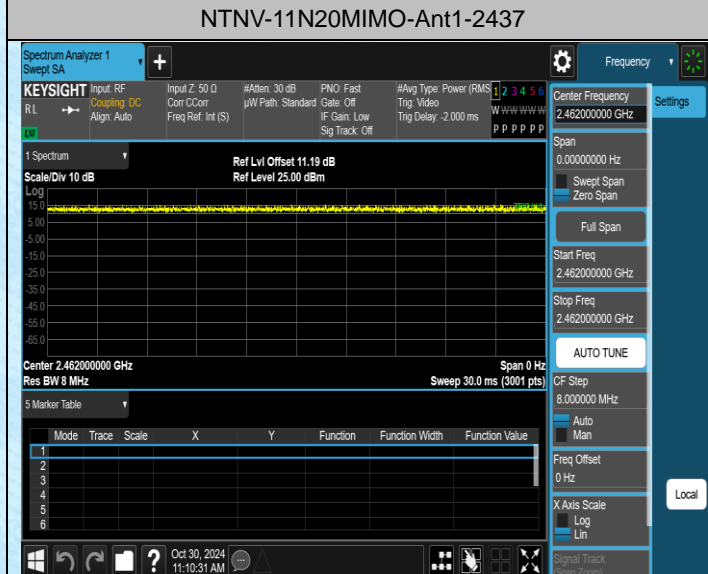 NTNV-11N20MIMO-Ant1-2437
Spectrum Analyzer 1
Swept SA
+
Frequency
KEYSIGHT
RL
Input: RF
Coupling: DC
Align: Auto
Input Z: 50 Ω
Corr CCorr
Freq Ref: Int (S)
#Atten: 30 dB
µW Path: Standard
PNO: Fast
Gate: Off
IF Gain: Low
Sig Track: Off
#Avg Type: Power (RMS
Trig: Video
Trig Delay: -2.000 ms
1 2 3 4 5 6
W W W W W W
P P P P P P
Center Frequency
2.462000000 GHz
Settings
Span
0.00000000 Hz
Swept Span
Zero Span
Full Span
Start Freq
2.462000000 GHz
Stop Freq
2.462000000 GHz
AUTO TUNE
CF Step
8.000000 MHz
Auto
Man
Freq Offset
0 Hz
X Axis Scale
Log
Lin
Local
Signal Track
(Span Zoom)
1 Spectrum
Scale/Div 10 dB
Ref Lvl Offset 11.19 dB
Ref Level 25.00 dBm
Log
15.0
5.00
-5.00
-15.0
-25.0
-35.0
-45.0
-55.0
-65.0
Center 2.462000000 GHz
Res BW 8 MHz
Span 0 Hz
Sweep 30.0 ms (3001 pts)
5 Marker Table
Mode Trace Scale X Y Function Function Width Function Value
1
2
3
4
5
6
?
Oct 30, 2024
11:10:31 AM